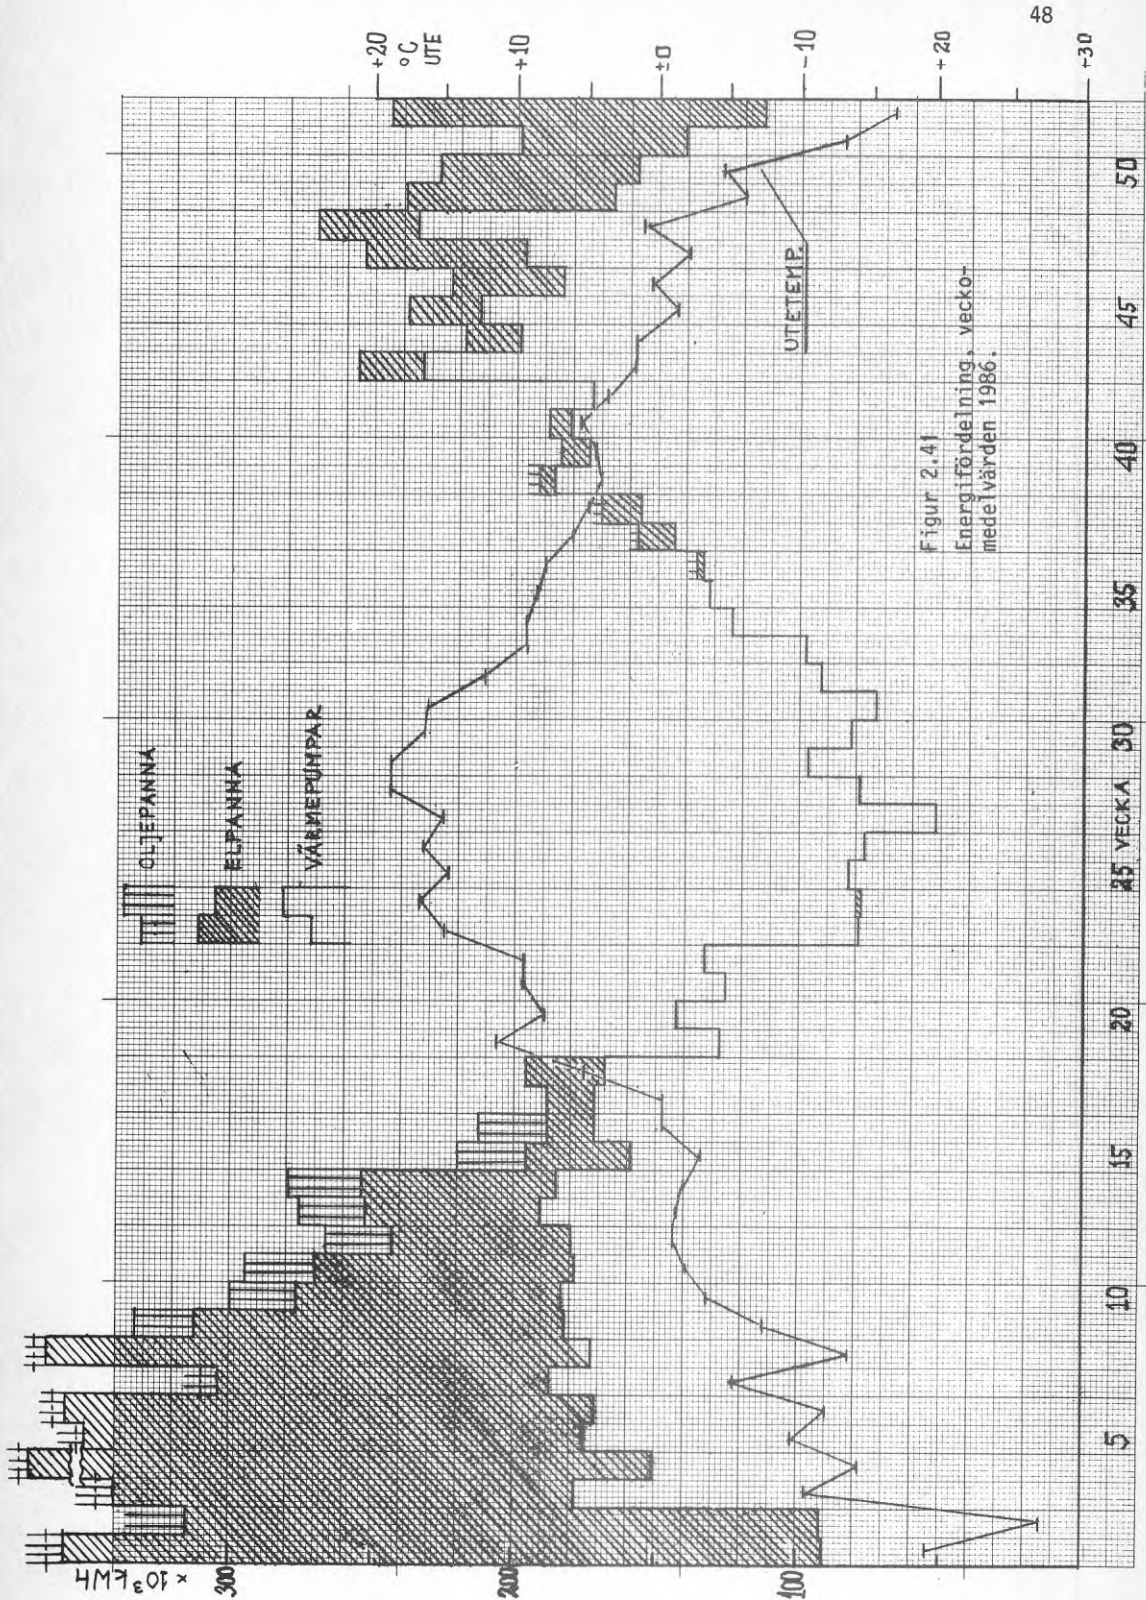 48
+20
°C
UTE
+10
±0
-10
+20
+30
OLJEPANNA
ELPANNA
VÄRMEPUMPAR
UTETEMP.
Figur 2.41
Energifördelning, vecko-
medelvärden 1986.
× 10³ kWH
300
200
100
5
10
15
20
25 VECKA 30
35
40
45
50